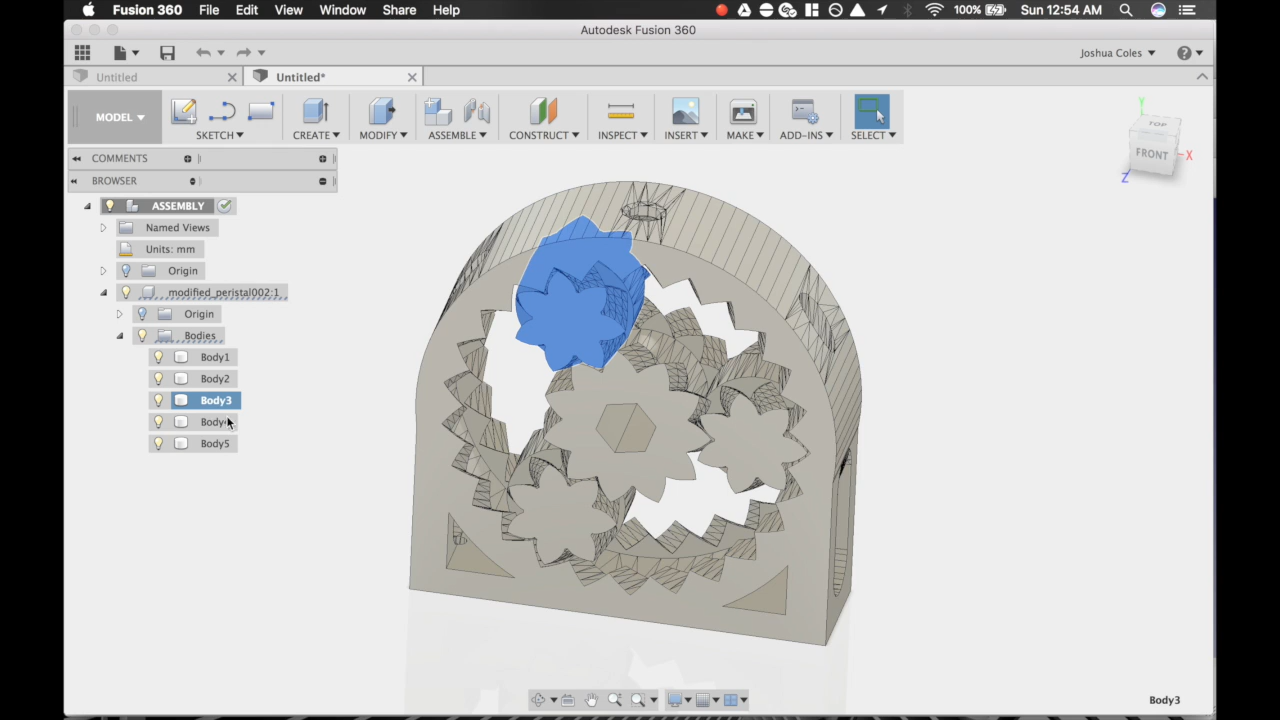 Fusion 360 File Edit View Window Share Help 100% Sun 12:54 AM
Autodesk Fusion 360
Joshua Coles
Untitled Untitled*
MODEL SKETCH CREATE MODIFY ASSEMBLE CONSTRUCT INSPECT INSERT MAKE ADD-INS SELECT
COMMENTS
BROWSER
ASSEMBLY
Named Views
Units: mm
Origin
modified_peristal002:1
Origin
Bodies
Body1
Body2
Body3
Body5
Y
TOP
FRONT
X
Z
Body3